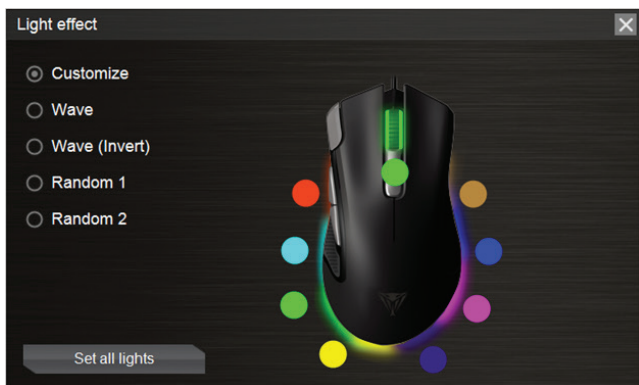 Light effect
Customize
Wave
Wave (Invert)
Random 1
Random 2
Set all lights